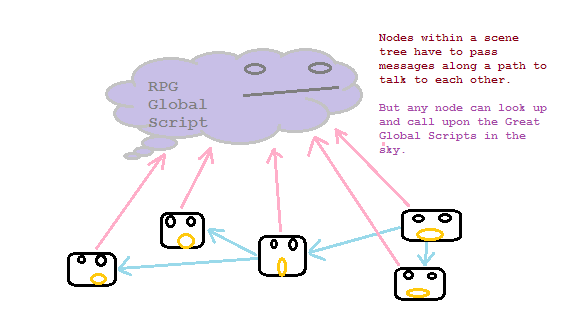 RPG
Global
Script
Nodes within a scene
tree have to pass
messages along a path to
talk to each other.
But any node can look up
and call upon the Great
Global Scripts in the
sky.